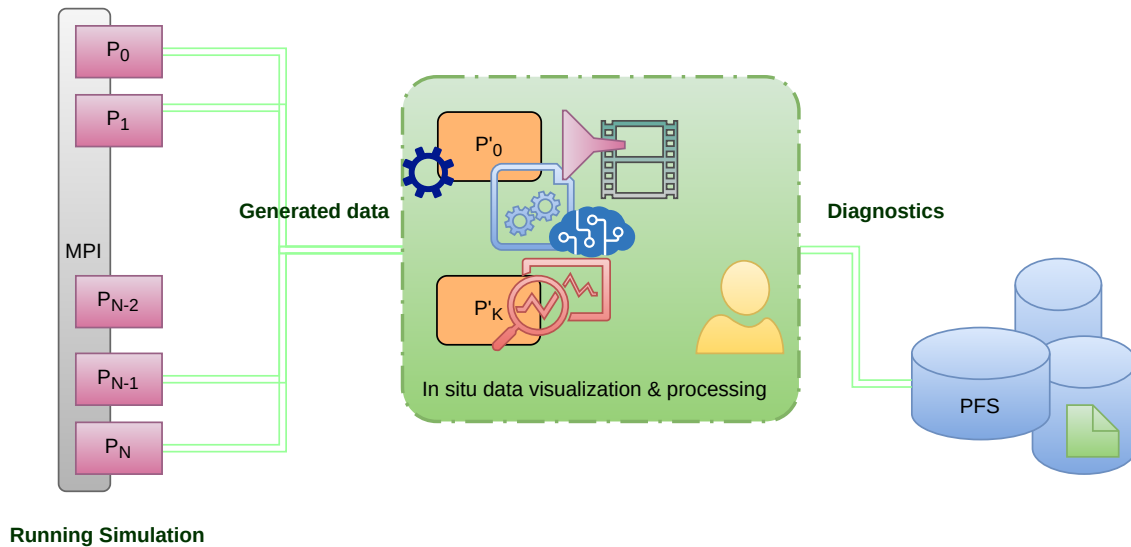 P0
P1
MPI
PN-2
PN-1
PN
Running Simulation
Generated data
P'0
P'K
In situ data visualization & processing
Diagnostics
PFS